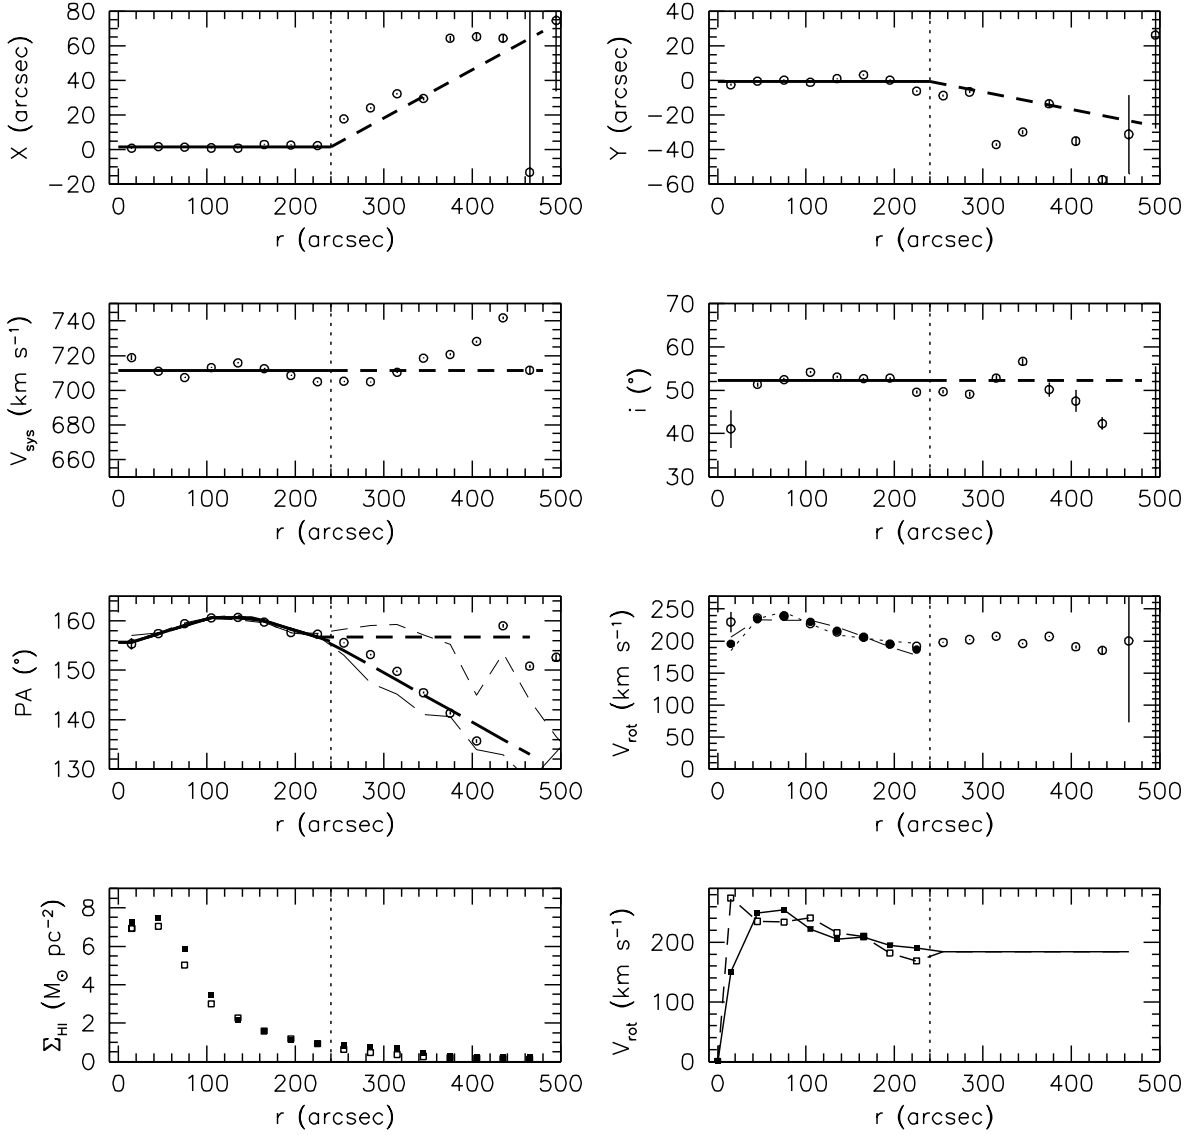 X (arcsec)
80
60
40
20
0
−20
0 100 200 300 400 500
r (arcsec)
Y (arcsec)
40
20
0
−20
−40
−60
0 100 200 300 400 500
r (arcsec)
V_sys (km s⁻¹)
740
720
700
680
660
0 100 200 300 400 500
r (arcsec)
i (°)
70
60
50
40
30
0 100 200 300 400 500
r (arcsec)
PA (°)
160
150
140
130
0 100 200 300 400 500
r (arcsec)
V_rot (km s⁻¹)
250
200
150
100
50
0
0 100 200 300 400 500
r (arcsec)
Σ_HI (M_⊙ pc⁻²)
8
6
4
2
0
0 100 200 300 400 500
r (arcsec)
V_rot (km s⁻¹)
200
100
0
0 100 200 300 400 500
r (arcsec)